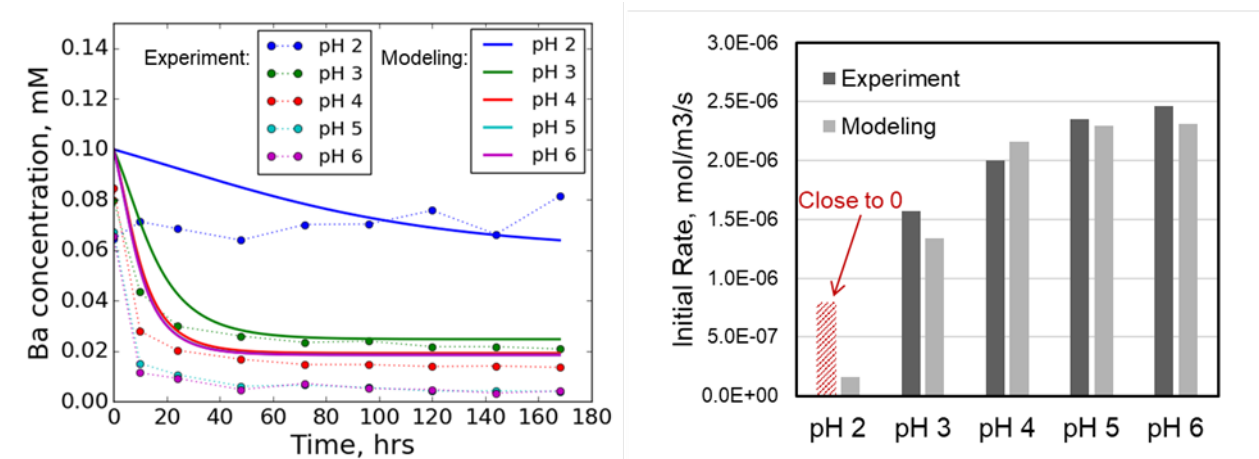 Ba concentration, mM
0.14
0.12
0.10
0.08
0.06
0.04
0.02
0.00
0 20 40 60 80 100 120 140 160 180
Time, hrs
Experiment:
pH 2
pH 3
pH 4
pH 5
pH 6
Modeling:
pH 2
pH 3
pH 4
pH 5
pH 6
Initial Rate, mol/m3/s
3.0E-06
2.5E-06
2.0E-06
1.5E-06
1.0E-06
5.0E-07
0.0E+00
Experiment
Modeling
Close to 0
pH 2 pH 3 pH 4 pH 5 pH 6